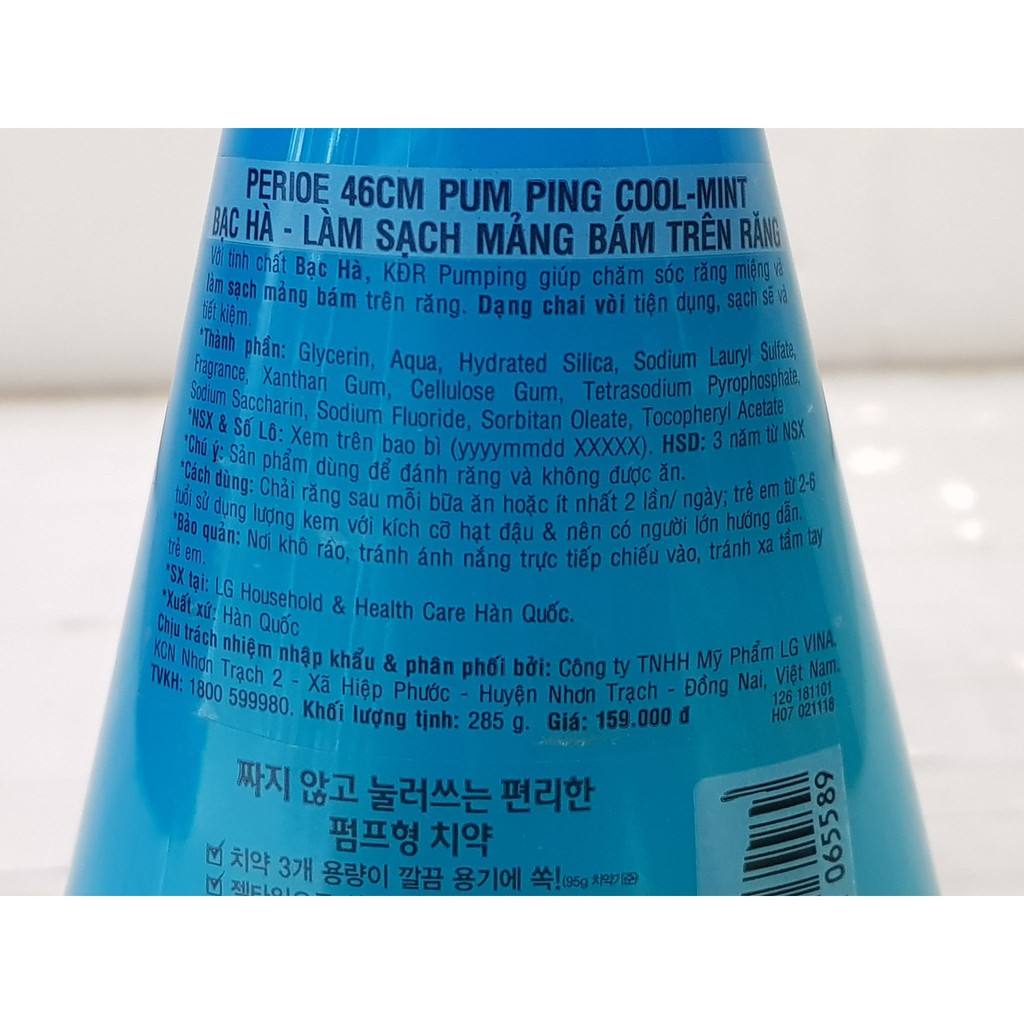 PERIOE 46CM PUM PING COOL-MINT
BẠC HÀ - LÀM SẠCH MẢNG BÁM TRÊN RĂNG
Với tinh chất Bạc Hà, KĐR Pumping giúp chăm sóc răng miệng và
làm sạch mảng bám trên răng. Dạng chai vòi tiện dụng, sạch sẽ và
tiết kiệm.
*Thành phần: Glycerin, Aqua, Hydrated Silica, Sodium Lauryl Sulfate,
Fragrance, Xanthan Gum, Cellulose Gum, Tetrasodium Pyrophosphate,
Sodium Saccharin, Sodium Fluoride, Sorbitan Oleate, Tocopheryl Acetate
*NSX & Số Lô: Xem trên bao bì (yyyymmdd XXXXX). HSD: 3 năm từ NSX
*Chú ý: Sản phẩm dùng để đánh răng và không được ăn.
*Cách dùng: Chải răng sau mỗi bữa ăn hoặc ít nhất 2 lần/ ngày; trẻ em từ 2-6
tuổi sử dụng lượng kem với kích cỡ hạt đậu & nên có người lớn hướng dẫn.
*Bảo quản: Nơi khô ráo, tránh ánh nắng trực tiếp chiếu vào, tránh xa tầm tay
trẻ em.
*SX tại: LG Household & Health Care Hàn Quốc.
*Xuất xứ: Hàn Quốc
Chịu trách nhiệm nhập khẩu & phân phối bởi: Công ty TNHH Mỹ Phẩm LG VINA.
KCN Nhơn Trạch 2 - Xã Hiệp Phước - Huyện Nhơn Trạch - Đồng Nai, Việt Nam.
TVKH: 1800 599980. Khối lượng tịnh: 285 g. Giá: 159.000 đ
126 181101
H07 021118
짜지 않고 눌러쓰는 편리한
펌프형 치약
치약 3개 용량이 깔끔 용기에 쏙!(95g 치약기준)
065589